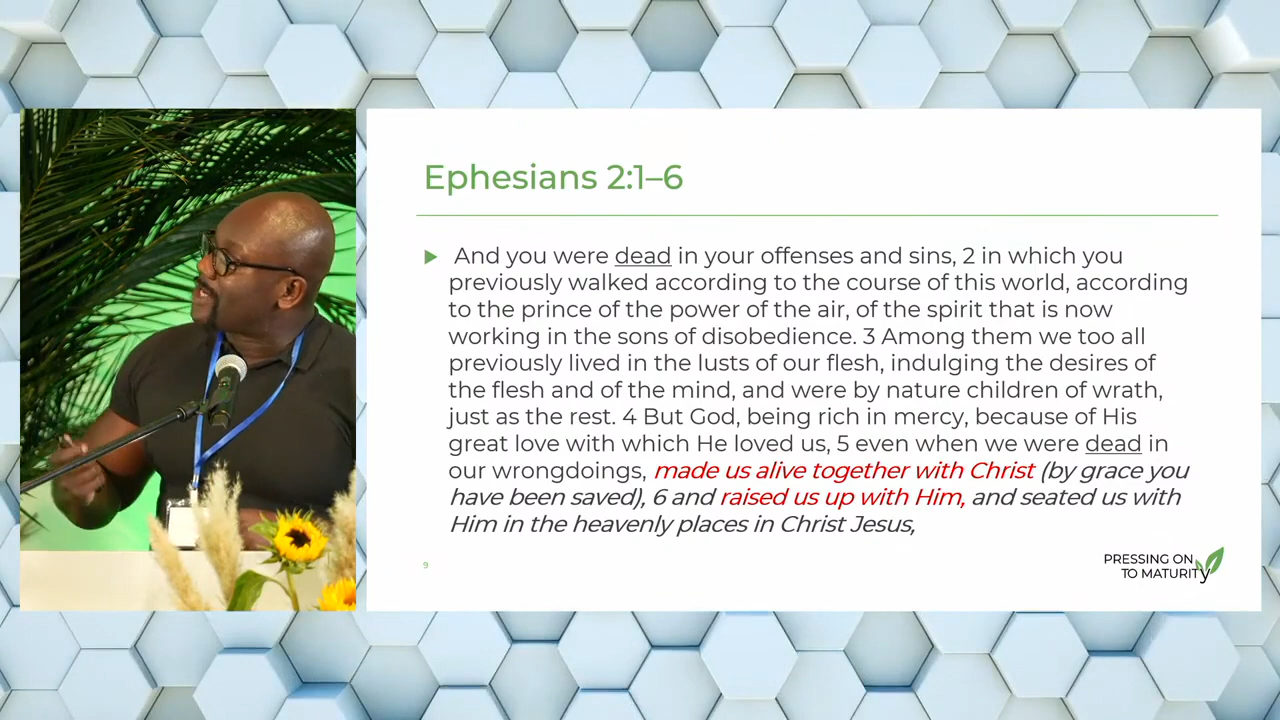 Ephesians 2:1–6
And you were dead in your offenses and sins, 2 in which you
previously walked according to the course of this world, according
to the prince of the power of the air, of the spirit that is now
working in the sons of disobedience. 3 Among them we too all
previously lived in the lusts of our flesh, indulging the desires of
the flesh and of the mind, and were by nature children of wrath,
just as the rest. 4 But God, being rich in mercy, because of His
great love with which He loved us, 5 even when we were dead in
our wrongdoings, made us alive together with Christ (by grace you
have been saved), 6 and raised us up with Him, and seated us with
Him in the heavenly places in Christ Jesus,
9
PRESSING ON
TO MATURITy